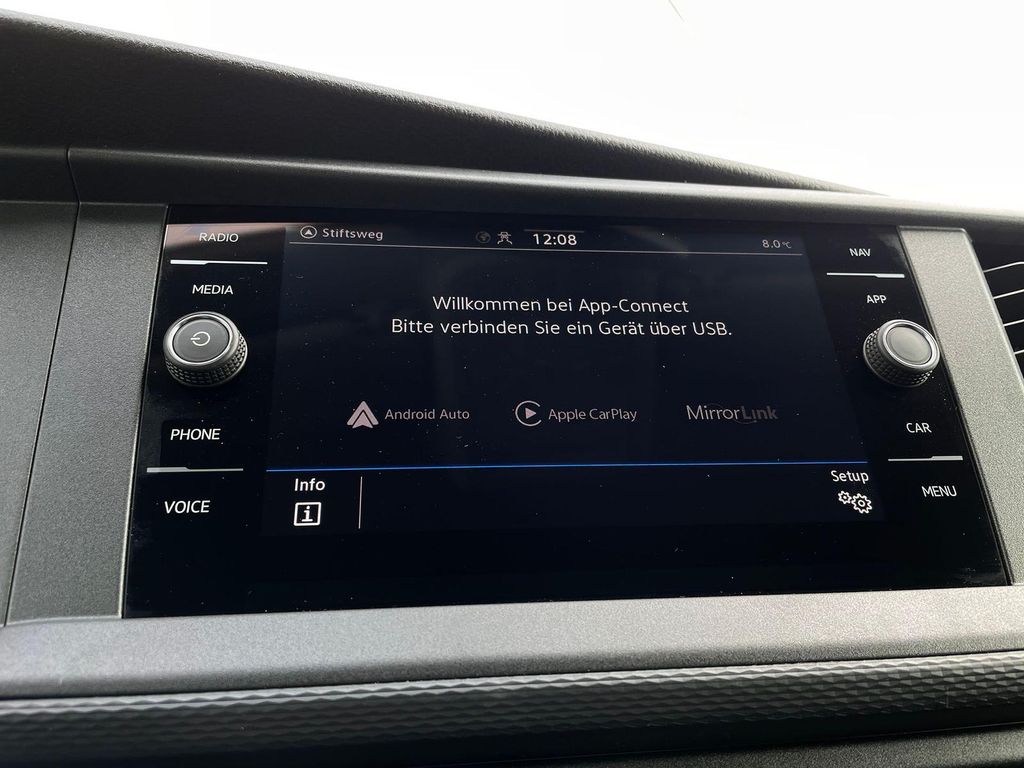 RADIO
MEDIA
PHONE
VOICE
Stiftsweg
12:08
8.0°C
Willkommen bei App-Connect
Bitte verbinden Sie ein Gerät über USB.
Android Auto
Apple CarPlay
MirrorLink
Info
i
Setup
NAV
APP
CAR
MENU